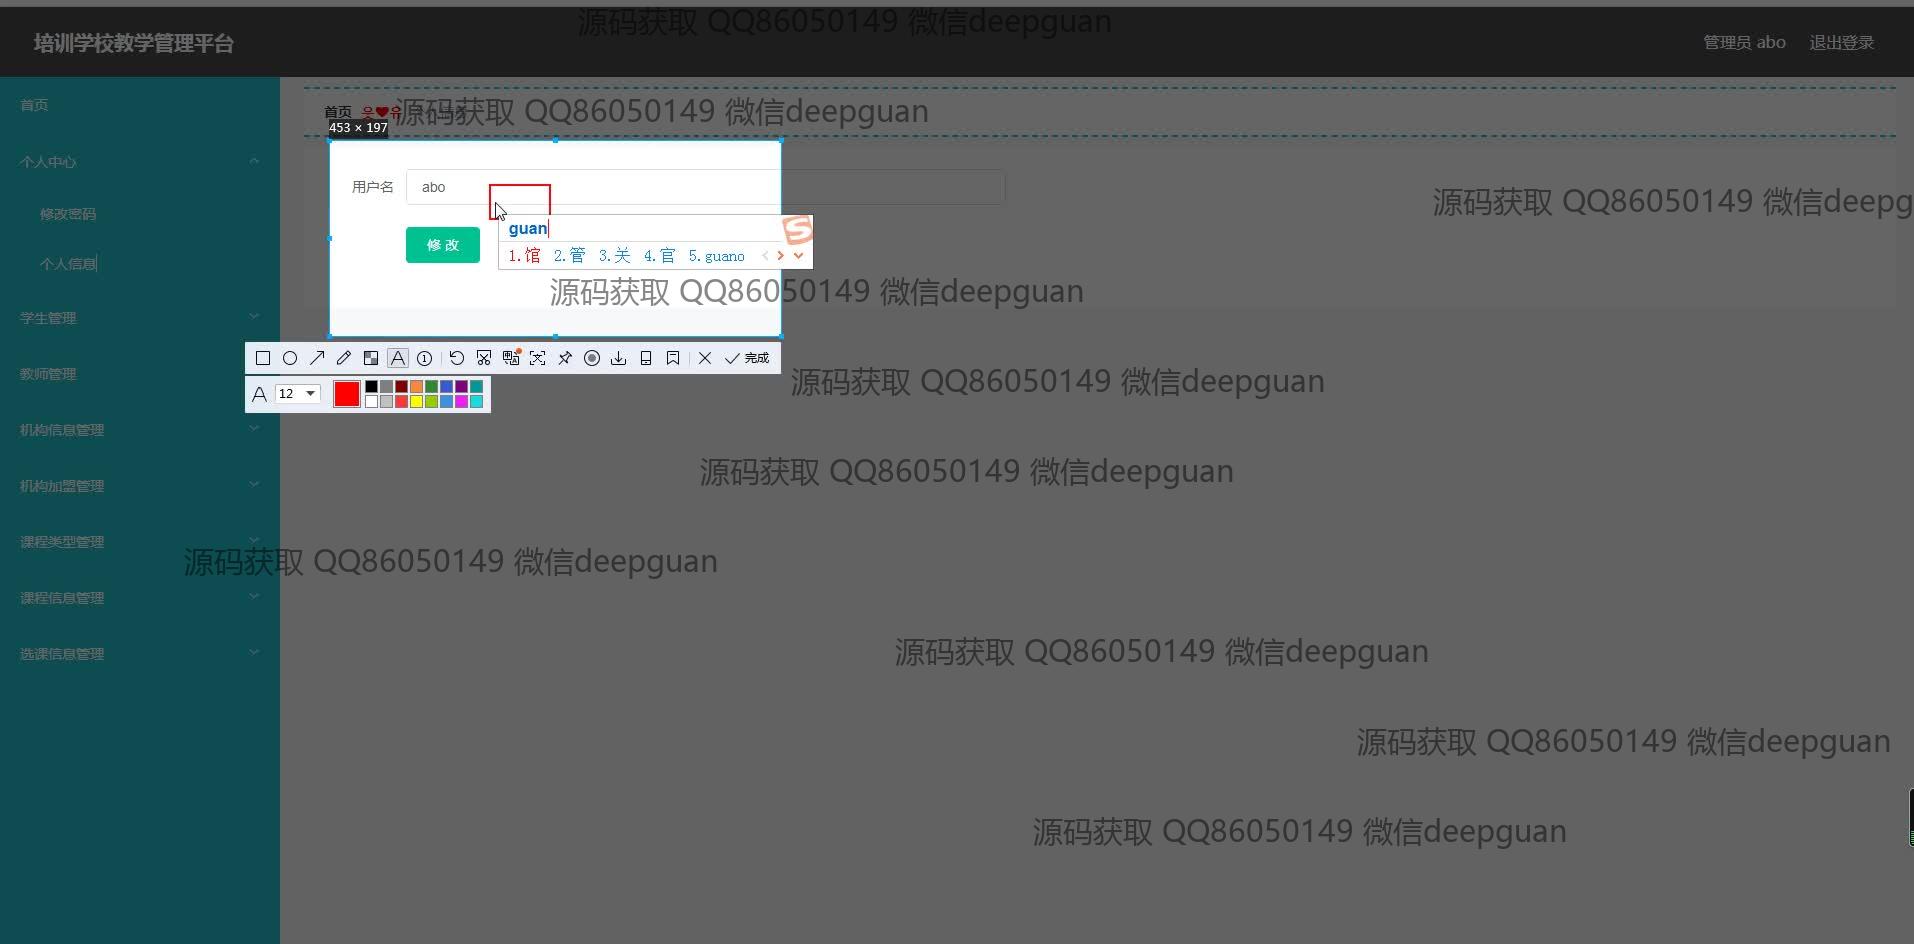 源码获取 QQ86050149 微信deepguan
培训学校教学管理平台
管理员 abo
退出登录
首页
个人中心
修改密码
个人信息
学生管理
教师管理
机构信息管理
机构加盟管理
课程类型管理
课程信息管理
选课信息管理
首页
源码获取 QQ86050149 微信deepguan
453 × 197
用户名 abo
源码获取 QQ86050149 微信deepg
guan
修改
1.馆 2.管 3.关 4.官 5.guano
源码获取 QQ86050149 微信deepguan
完成
A 12
源码获取 QQ86050149 微信deepguan
源码获取 QQ86050149 微信deepguan
源码获取 QQ86050149 微信deepguan
源码获取 QQ86050149 微信deepguan
源码获取 QQ86050149 微信deepguan
源码获取 QQ86050149 微信deepguan